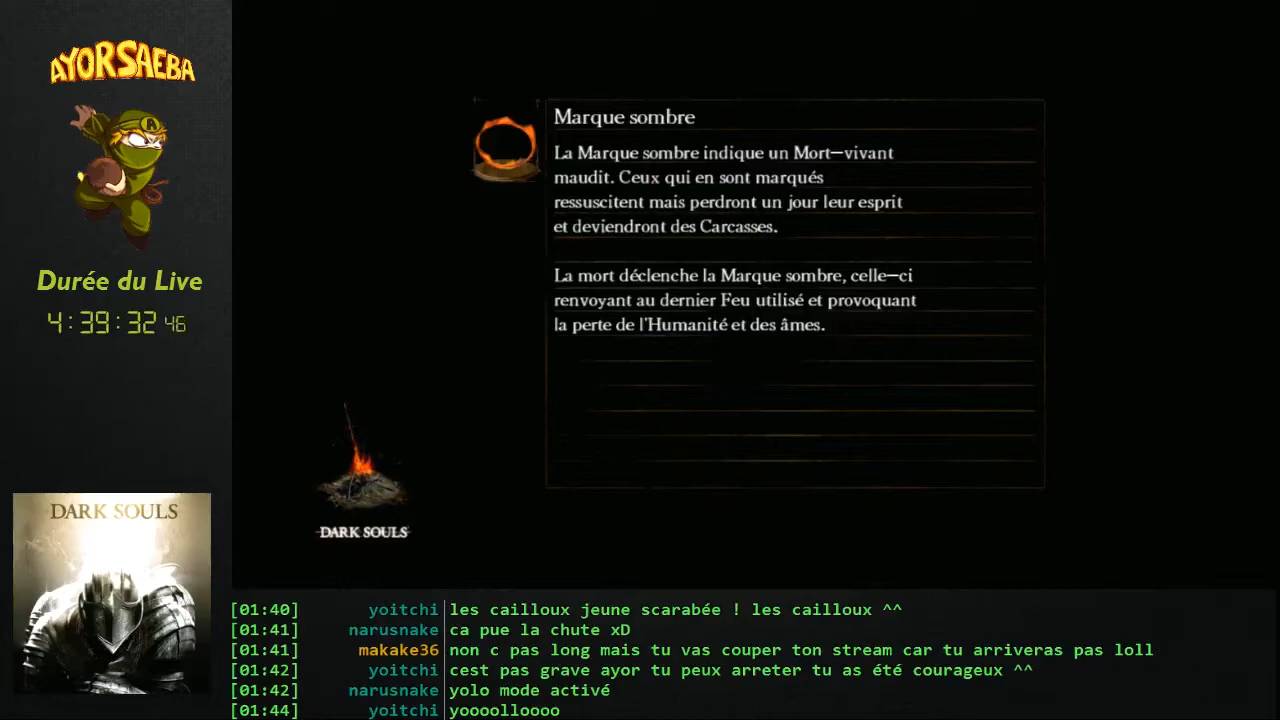 AYORSAEBA
A
Durée du Live
4:39:32 46
DARK SOULS
Marque sombre
La Marque sombre indique un Mort-vivant
maudit. Ceux qui en sont marqués
ressuscitent mais perdront un jour leur esprit
et deviendront des Carcasses.
La mort déclenche la Marque sombre, celle-ci
renvoyant au dernier Feu utilisé et provoquant
la perte de l'Humanité et des âmes.
DARK SOULS
[01:40] yoitchi les cailloux jeune scarabée ! les cailloux ^^
[01:41] narusnake ca pue la chute xD
[01:41] makake36 non c pas long mais tu vas couper ton stream car tu arriveras pas loll
[01:42] yoitchi cest pas grave ayor tu peux arreter tu as été courageux ^^
[01:42] narusnake yolo mode activé
[01:44] yoitchi yoooolloooo